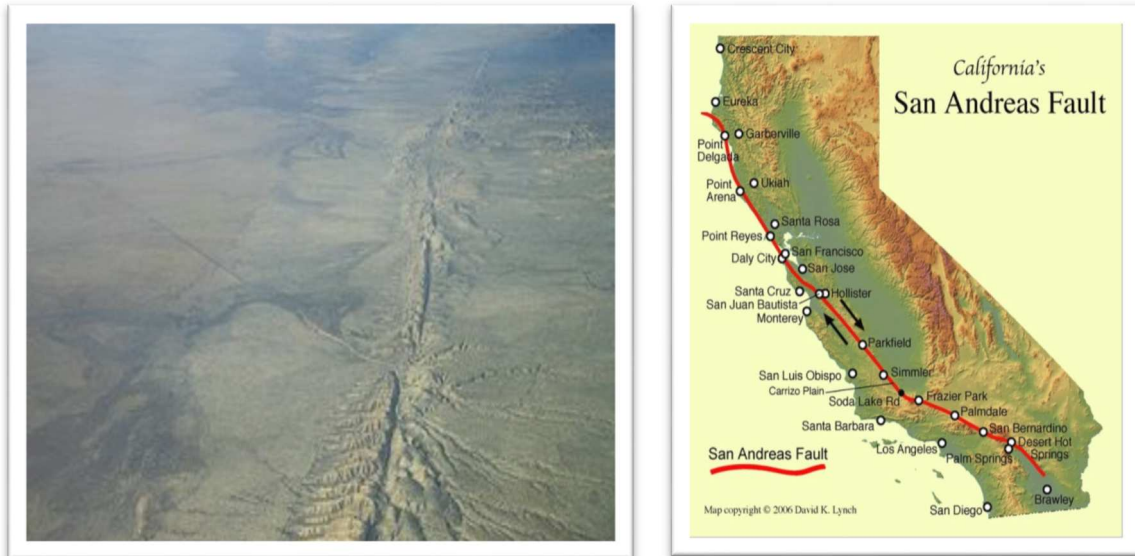 California's
San Andreas Fault
Crescent City
Eureka
Garberville
Point
Delgada
Ukiah
Point
Arena
Santa Rosa
Point Reyes
San Francisco
Daly City
San Jose
Santa Cruz
Hollister
San Juan Bautista
Monterey
Parkfield
San Luis Obispo
Simmler
Carrizo Plain
Soda Lake Rd
Frazier Park
Palmdale
Santa Barbara
San Bernardino
Los Angeles
Desert Hot
Springs
Palm Springs
San Andreas Fault
Brawley
San Diego
Map copyright © 2006 David K. Lynch